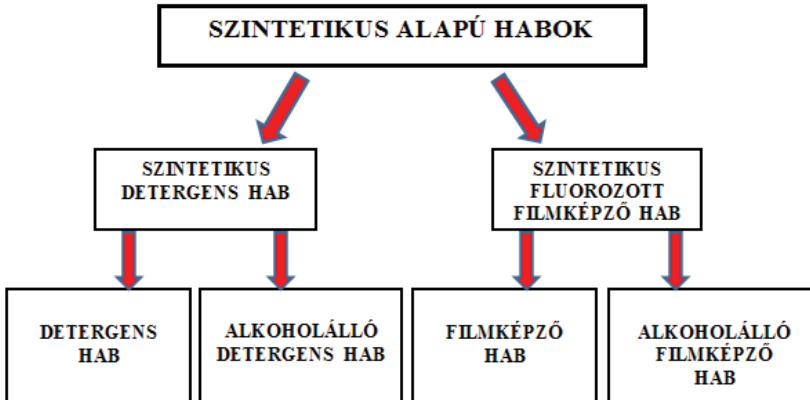 SZINTETIKUS ALAPÚ HABOK
SZINTETIKUS
DETERGENS HAB
SZINTETIKUS
FLUOROZOTT
FILMKÉPZŐ HAB
DETERGENS
HAB
ALKOHOLÁLLÓ
DETERGENS HAB
FILMKÉPZŐ
HAB
ALKOHOLÁLLÓ
FILMKÉPZŐ
HAB